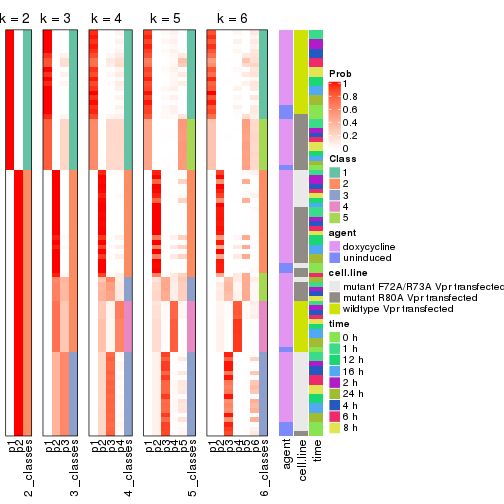 k = 2 k = 3 k = 4 k = 5 k = 6
Prob
1
0.8
0.6
0.4
0.2
0
Class
1
2
3
4
5
agent
doxycycline
uninduced
cell.line
mutant F72A/R73A Vpr transfected
mutant R80A Vpr transfected
wildtype Vpr transfected
time
0 h
1 h
12 h
16 h
2 h
24 h
4 h
6 h
8 h
p1 p2 2_classes p1 p2 p3 3_classes p1 p2 p3 p4 4_classes p1 p2 p3 p4 p5 5_classes p1 p2 p3 p4 p5 p6 6_classes agent cell.line time